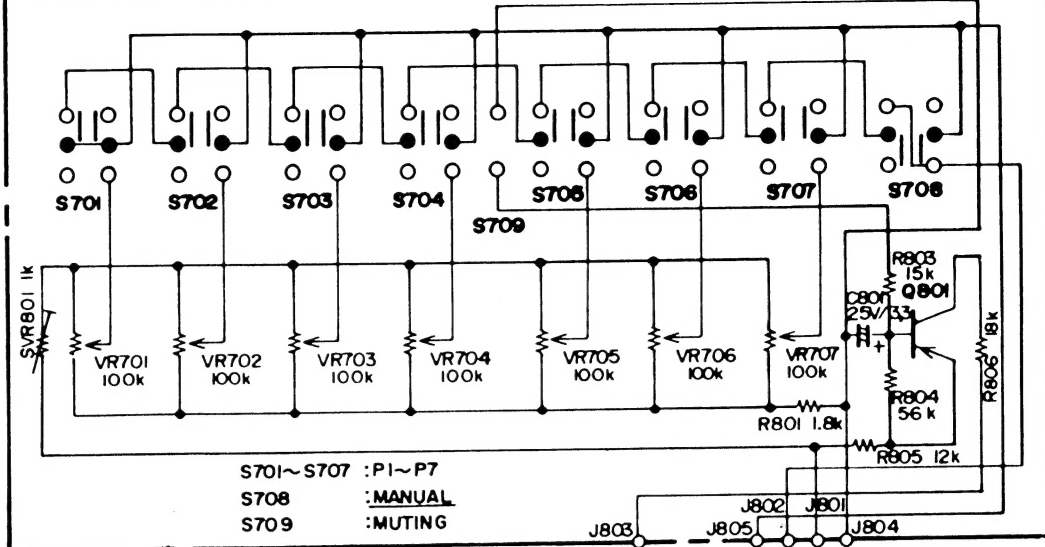 S701
S702
S703
S704
S709
S705
S706
S707
S708
SVR801 1k
VR701
100k
VR702
100k
VR703
100k
VR704
100k
VR705
100k
VR706
100k
VR707
100k
R803
15k
Q801
C801
25V/33
+
R806 18k
R804
56k
R801 1.8k
R805 12k
S701~S707 :P1~P7
S708 :MANUAL
S709 :MUTING
J803
J805
J802
J801
J804